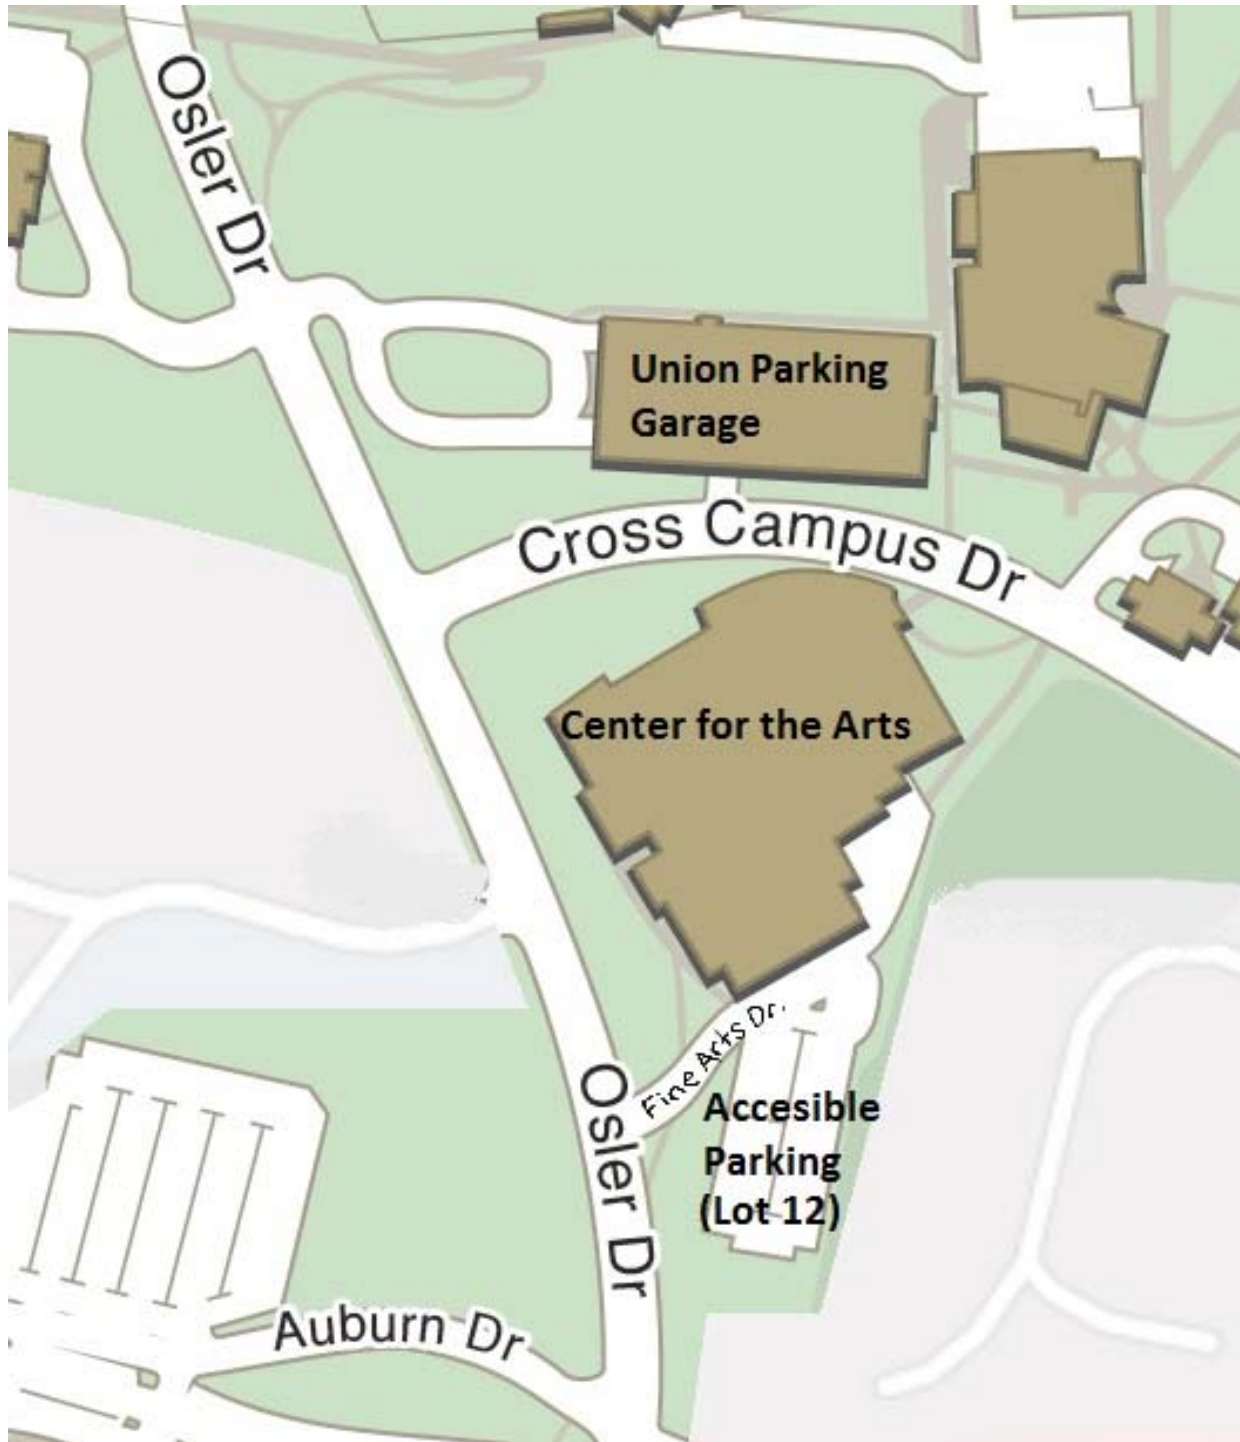 Osler Dr
Union Parking
Garage
Cross Campus Dr
Center for the Arts
Fine Arts Dr.
Accesible
Parking
(Lot 12)
Osler Dr
Auburn Dr